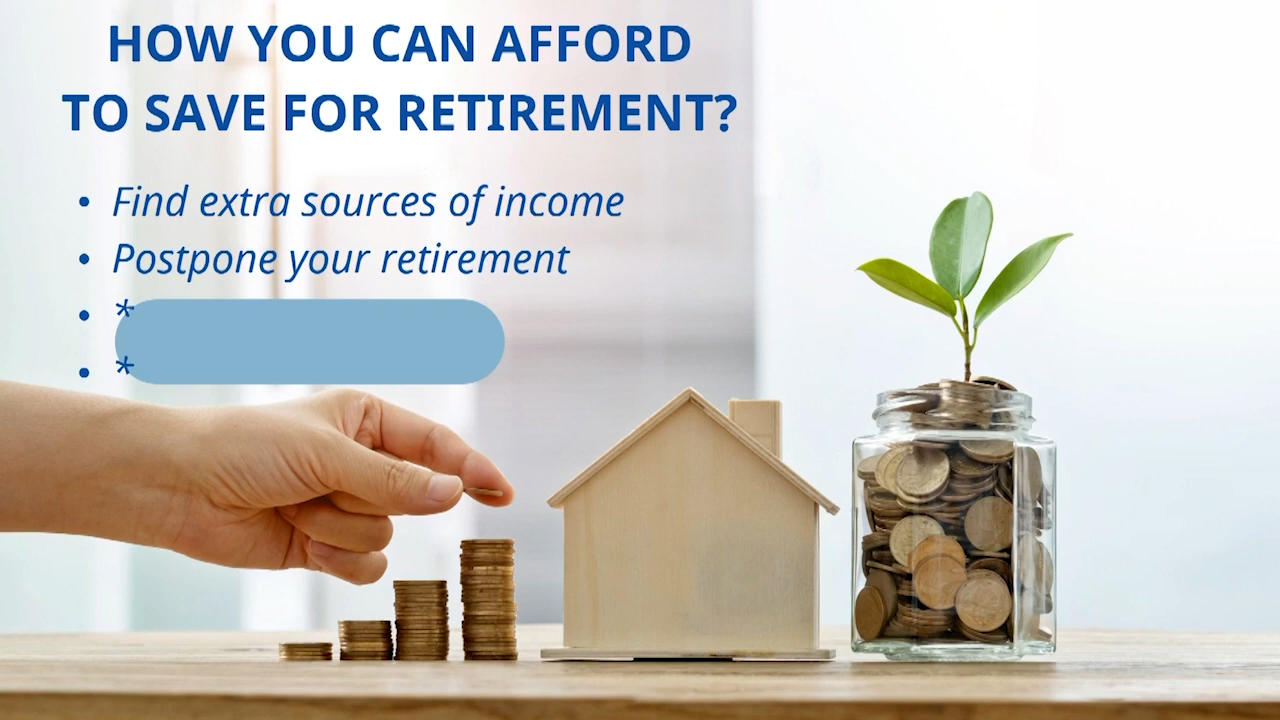 HOW YOU CAN AFFORD
TO SAVE FOR RETIREMENT?
• Find extra sources of income
• Postpone your retirement
• *
• *